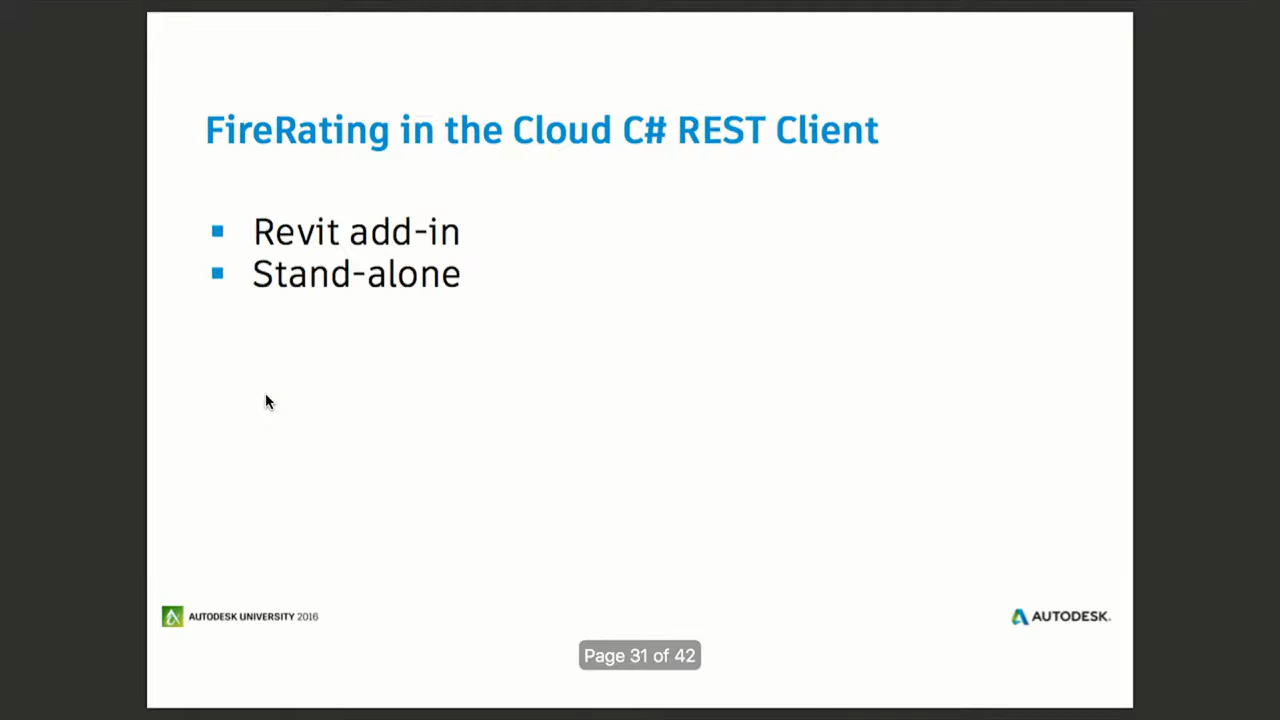 FireRating in the Cloud C# REST Client
Revit add-in
Stand-alone
AUTODESK UNIVERSITY 2016
AUTODESK.
Page 31 of 42